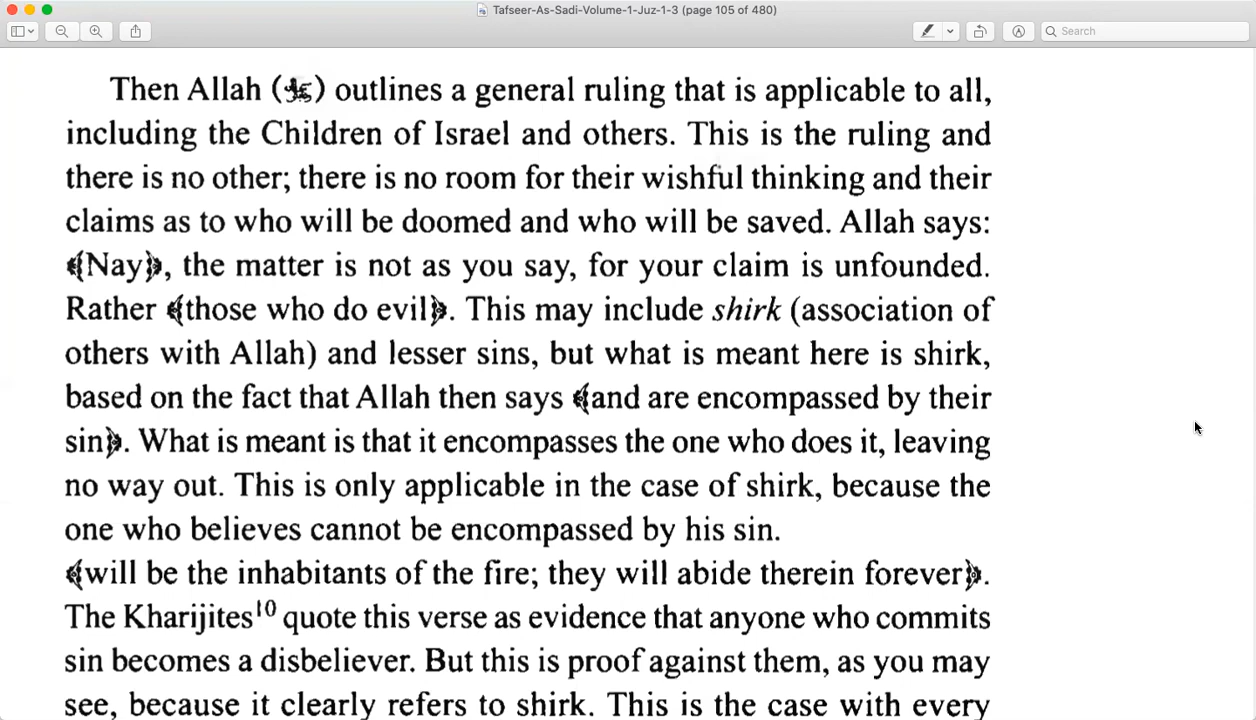 Tafseer-As-Sadi-Volume-1-Juz-1-3 (page 105 of 480)
Search
Then Allah (ﷻ) outlines a general ruling that is applicable to all,
including the Children of Israel and others. This is the ruling and
there is no other; there is no room for their wishful thinking and their
claims as to who will be doomed and who will be saved. Allah says:
﴾Nay﴿, the matter is not as you say, for your claim is unfounded.
Rather ﴾those who do evil﴿. This may include shirk (association of
others with Allah) and lesser sins, but what is meant here is shirk,
based on the fact that Allah then says ﴾and are encompassed by their
sin﴿. What is meant is that it encompasses the one who does it, leaving
no way out. This is only applicable in the case of shirk, because the
one who believes cannot be encompassed by his sin.
﴾will be the inhabitants of the fire; they will abide therein forever﴿.
The Kharijites¹⁰ quote this verse as evidence that anyone who commits
sin becomes a disbeliever. But this is proof against them, as you may
see, because it clearly refers to shirk. This is the case with every